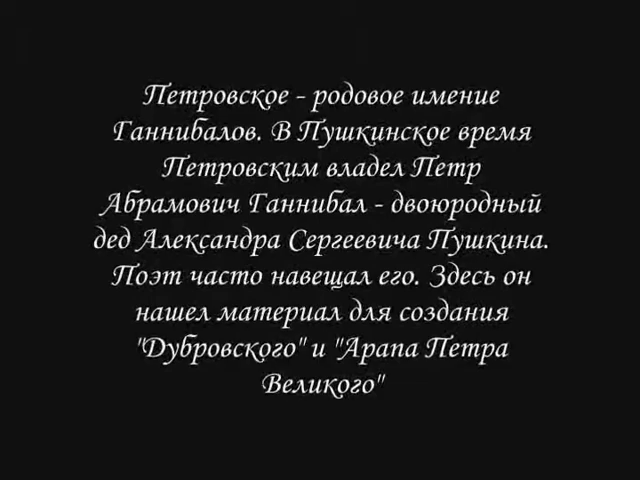 Петровское - родовое имение
Ганнибалов. В Пушкинское время
Петровским владел Петр
Абрамович Ганнибал - двоюродный
дед Александра Сергеевича Пушкина.
Поэт часто навещал его. Здесь он
нашел материал для создания
"Дубровского" и "Арапа Петра
Великого"